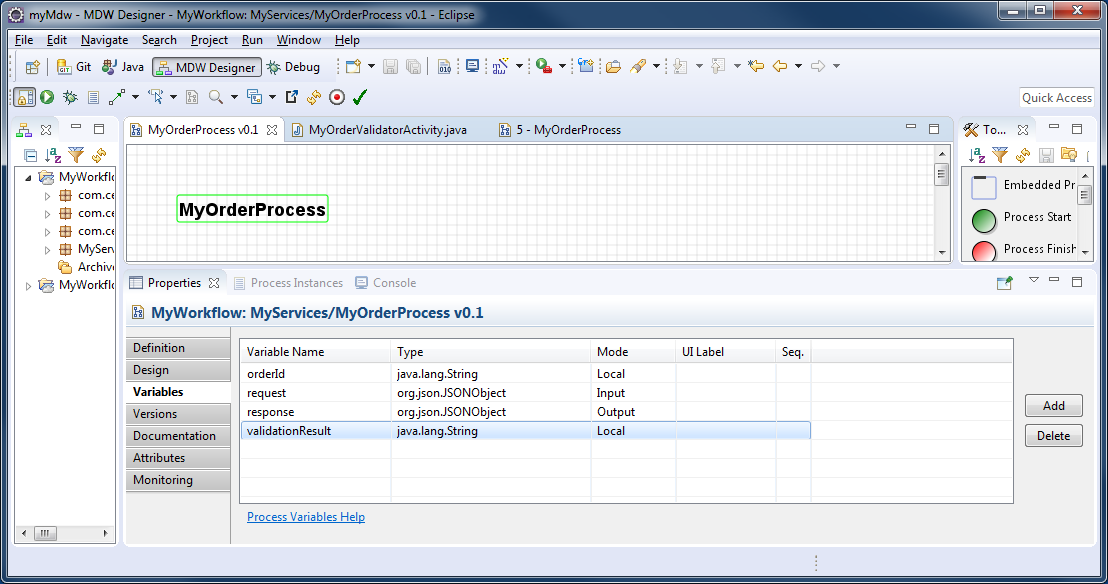 myMdw - MDW Designer - MyWorkflow: MyServices/MyOrderProcess v0.1 - Eclipse
File Edit Navigate Search Project Run Window Help
Git Java MDW Designer Debug
Quick Access
MyOrderProcess v0.1 MyOrderValidatorActivity.java 5 - MyOrderProcess To...
MyWorkflo
com.ce
com.ce
com.ce
MySer
Archive
MyWorkflo
MyOrderProcess
Embedded Pr
Process Start
Process Finish
Properties Process Instances Console
MyWorkflow: MyServices/MyOrderProcess v0.1
Definition
Design
Variables
Versions
Documentation
Attributes
Monitoring
Variable Name Type Mode UI Label Seq.
orderId java.lang.String Local
request org.json.JSONObject Input
response org.json.JSONObject Output
validationResult java.lang.String Local
Add
Delete
Process Variables Help